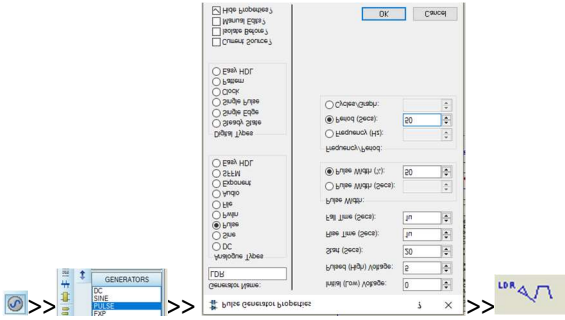 >>
GENERATORS
DC
SINE
PULSE
EXP
>>
Pulse Generator Properties
?
Generator Name:
LDR
Analogue Types
DC
Sine
Pulse
Pwlin
File
Audio
Exponent
SFFM
Easy HDL
Digital Types
Steady State
Single Edge
Single Pulse
Clock
Pattern
Easy HDL
Current Source?
Isolate Before?
Manual Edits?
Hide Properties?
Initial (Low) Voltage:
0
Pulsed (High) Voltage:
5
Start (Secs):
20
Rise Time (Secs):
1u
Fall Time (Secs):
1u
Pulse Width:
Pulse Width (Secs):
Pulse Width (%):
50
Frequency/Period:
Frequency (Hz):
Period (Secs):
50
Cycles/Graph:
OK
Cancel
>>
LDR